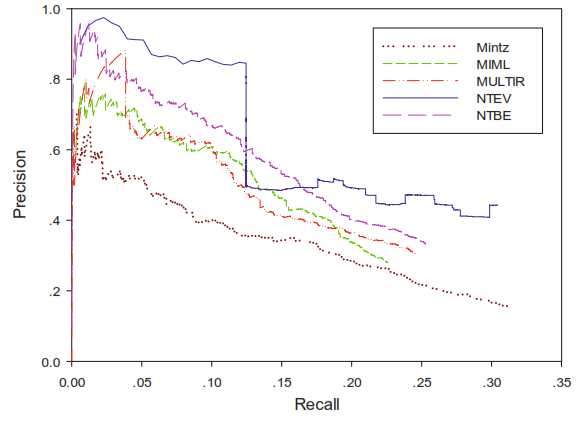 1.0
.8
.6
.4
.2
0.0
Precision
Mintz
MIML
MULTIR
NTEV
NTBE
0.00 .05 .10 .15 .20 .25 .30 .35
Recall